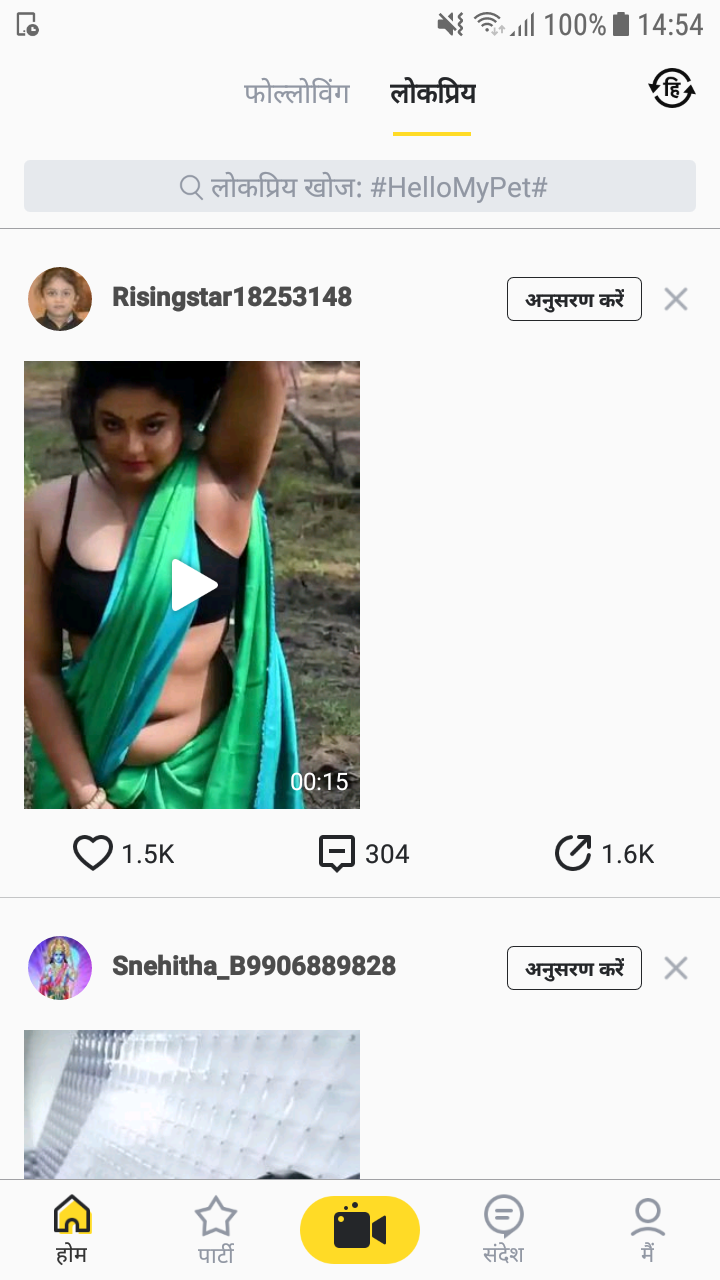 100% 14:54
फोल्लोविंग लोकप्रिय हि
लोकप्रिय खोज: #HelloMyPet#
Risingstar18253148 अनुसरण करें
00:15
1.5K 304 1.6K
Snehitha_B9906889828 अनुसरण करें
होम पार्टी संदेश मैं